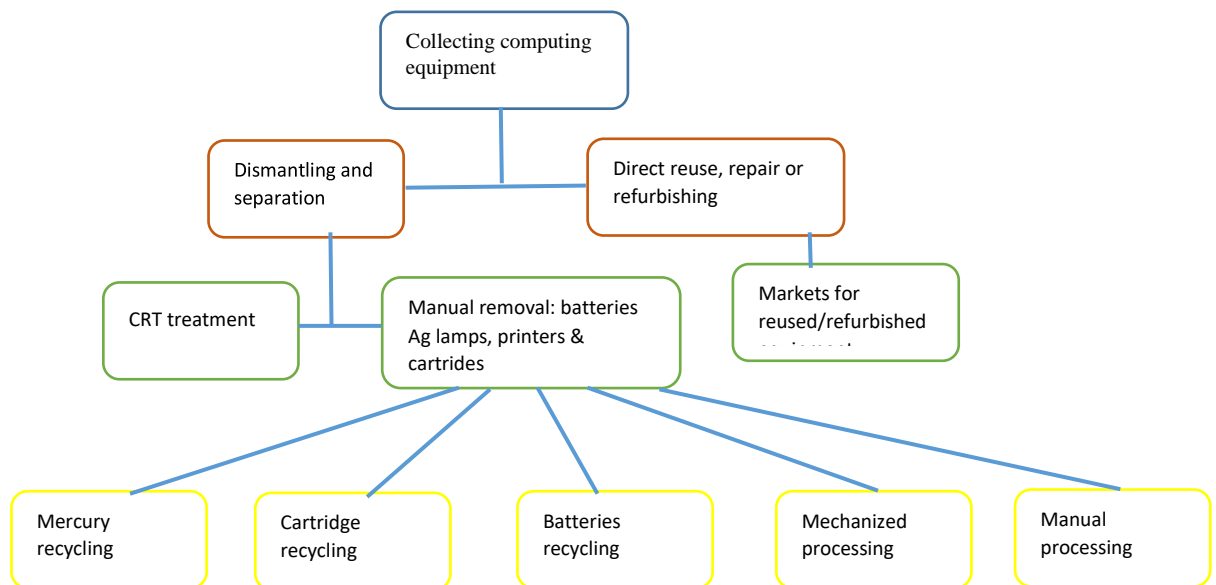 Collecting computing
equipment
Dismantling and
separation
Direct reuse, repair or
refurbishing
CRT treatment
Manual removal: batteries
Ag lamps, printers &
cartrides
Markets for
reused/refurbished
Mercury
recycling
Cartridge
recycling
Batteries
recycling
Mechanized
processing
Manual
processing